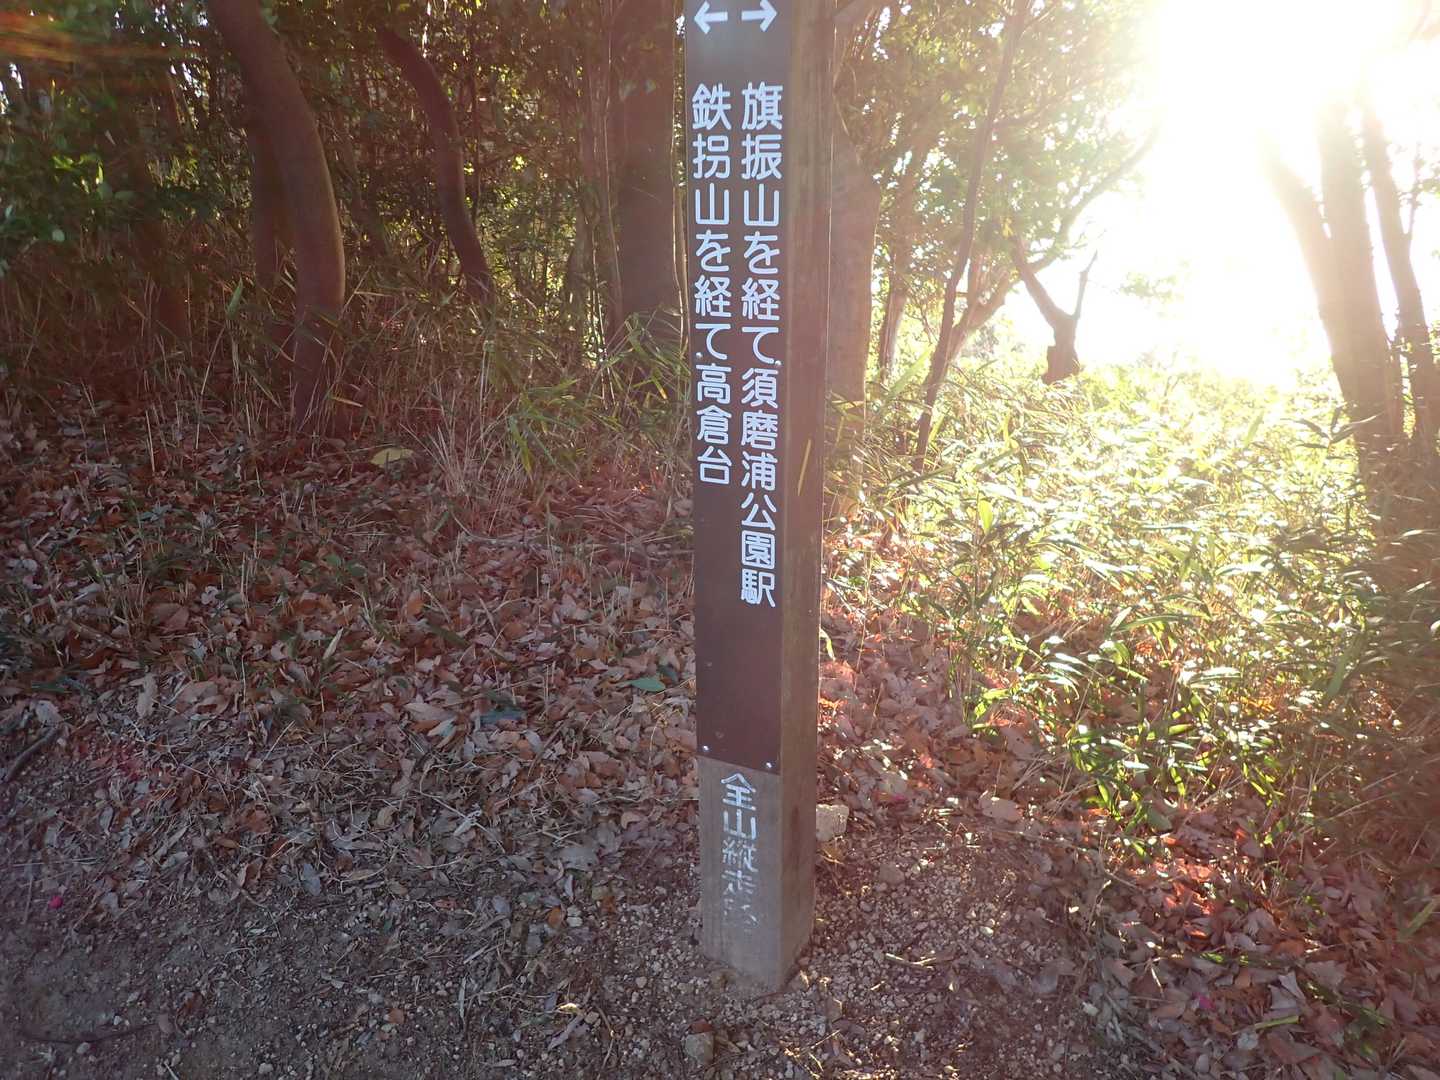 → 旗振山を経て須磨浦公園駅
← 鉄拐山を経て高倉台
全山縦走